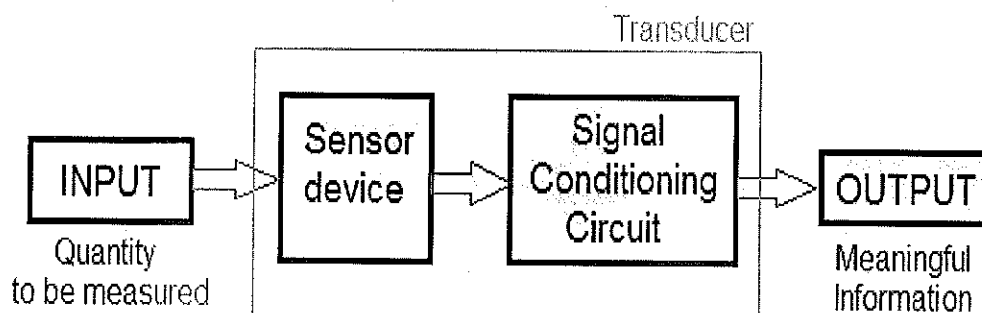 Transducer
INPUT
Quantity
to be measured
Sensor
device
Signal
Conditioning
Circuit
OUTPUT
Meaningful
Information